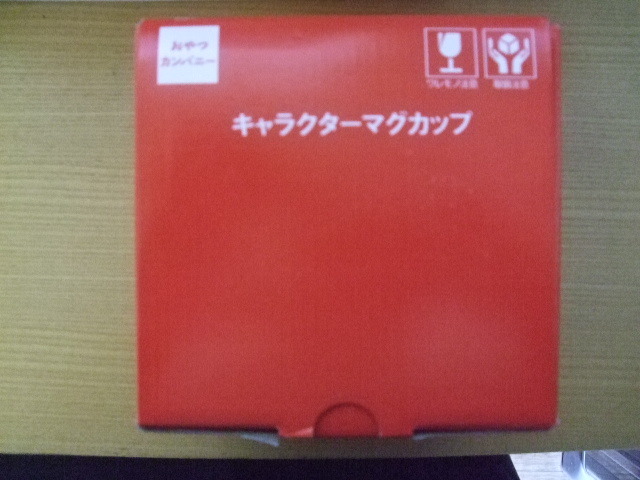 おやつ
カンパニー
ワレモノ注意
取扱注意
キャラクターマグカップ